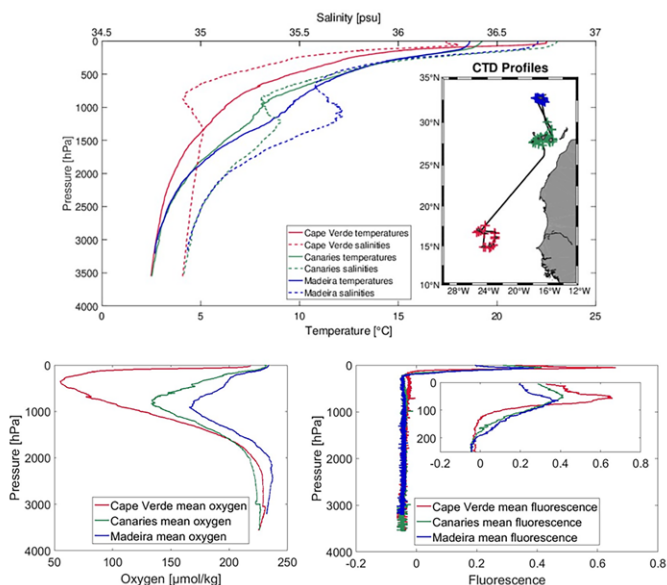 Salinity [psu]
34.5 35 35.5 36 36.5 37
0
500
1000
1500
2000
2500
3000
3500
4000
Pressure [hPa]
0 5 10 15 20 25
Temperature [°C]
Cape Verde temperatures
Cape Verde salinities
Canaries temperatures
Canaries salinities
Madeira temperatures
Madeira salinities
CTD Profiles
35°N
30°N
25°N
20°N
15°N
10°N
28°W 24°W 20°W 16°W 12°W
0
1000
2000
3000
4000
Pressure [hPa]
50 100 150 200 250
Oxygen [µmol/kg]
Cape Verde mean oxygen
Canaries mean oxygen
Madeira mean oxygen
0
1000
2000
3000
4000
Pressure [hPa]
-0.2 0 0.2 0.4 0.6 0.8
Fluorescence
0
100
200
-0.2 0 0.2 0.4 0.6 0.8
Cape Verde mean fluorescence
Canaries mean fluorescence
Madeira mean fluorescence